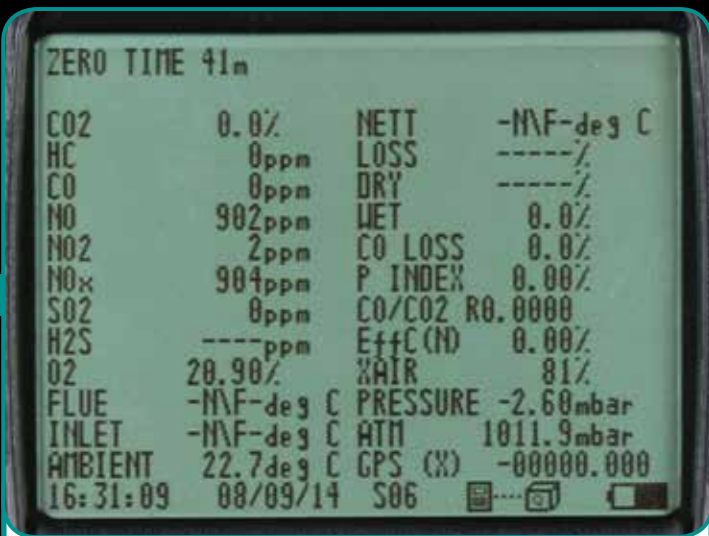 ZERO TIME 41m
CO2 0.0% NETT -N\F-deg C
HC 0ppm LOSS -----%
CO 0ppm DRY -----%
NO 902ppm WET 0.0%
NO2 2ppm CO LOSS 0.0%
NOx 904ppm P INDEX 0.00%
SO2 0ppm CO/CO2 R0.0000
H2S ----ppm EffC(N) 0.00%
O2 20.90% XAIR 81%
FLUE -N\F-deg C PRESSURE -2.60mbar
INLET -N\F-deg C ATM 1011.9mbar
AMBIENT 22.7deg C GPS (X) -00000.000
16:31:09 08/09/14 S06